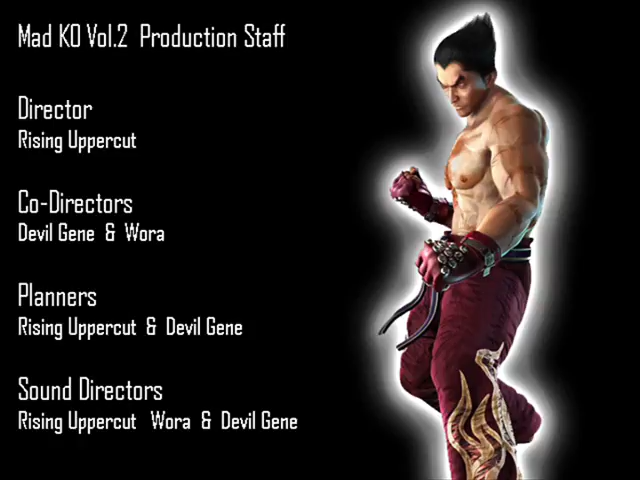 Mad KO Vol.2 Production Staff
Director
Rising Uppercut
Co-Directors
Devil Gene & Wora
Planners
Rising Uppercut & Devil Gene
Sound Directors
Rising Uppercut Wora & Devil Gene